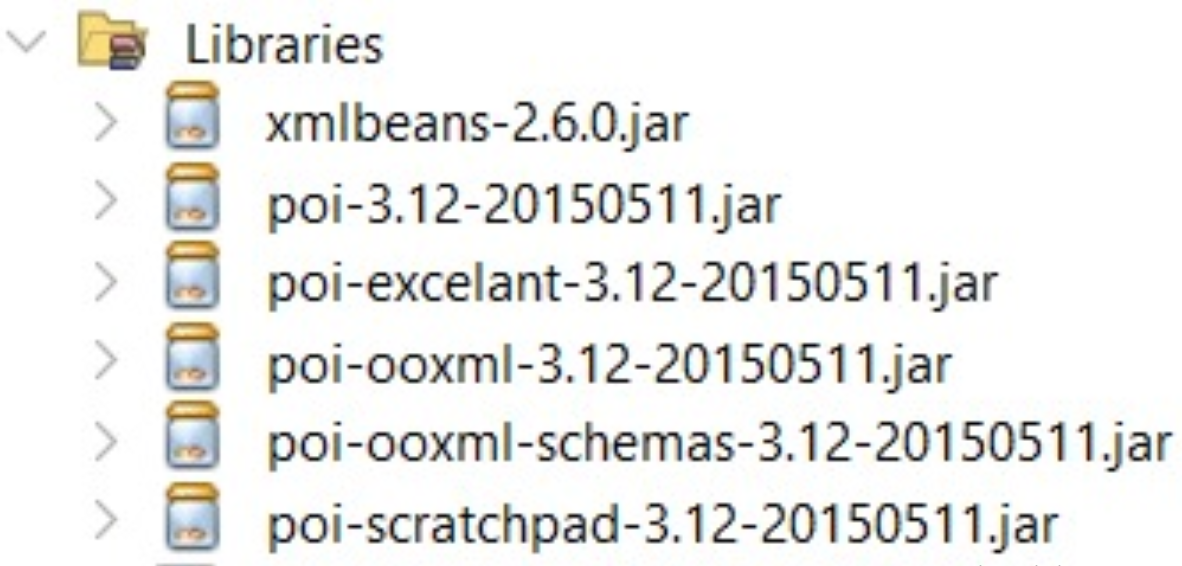 Libraries
xmlbeans-2.6.0.jar
poi-3.12-20150511.jar
poi-excelant-3.12-20150511.jar
poi-ooxml-3.12-20150511.jar
poi-ooxml-schemas-3.12-20150511.jar
poi-scratchpad-3.12-20150511.jar